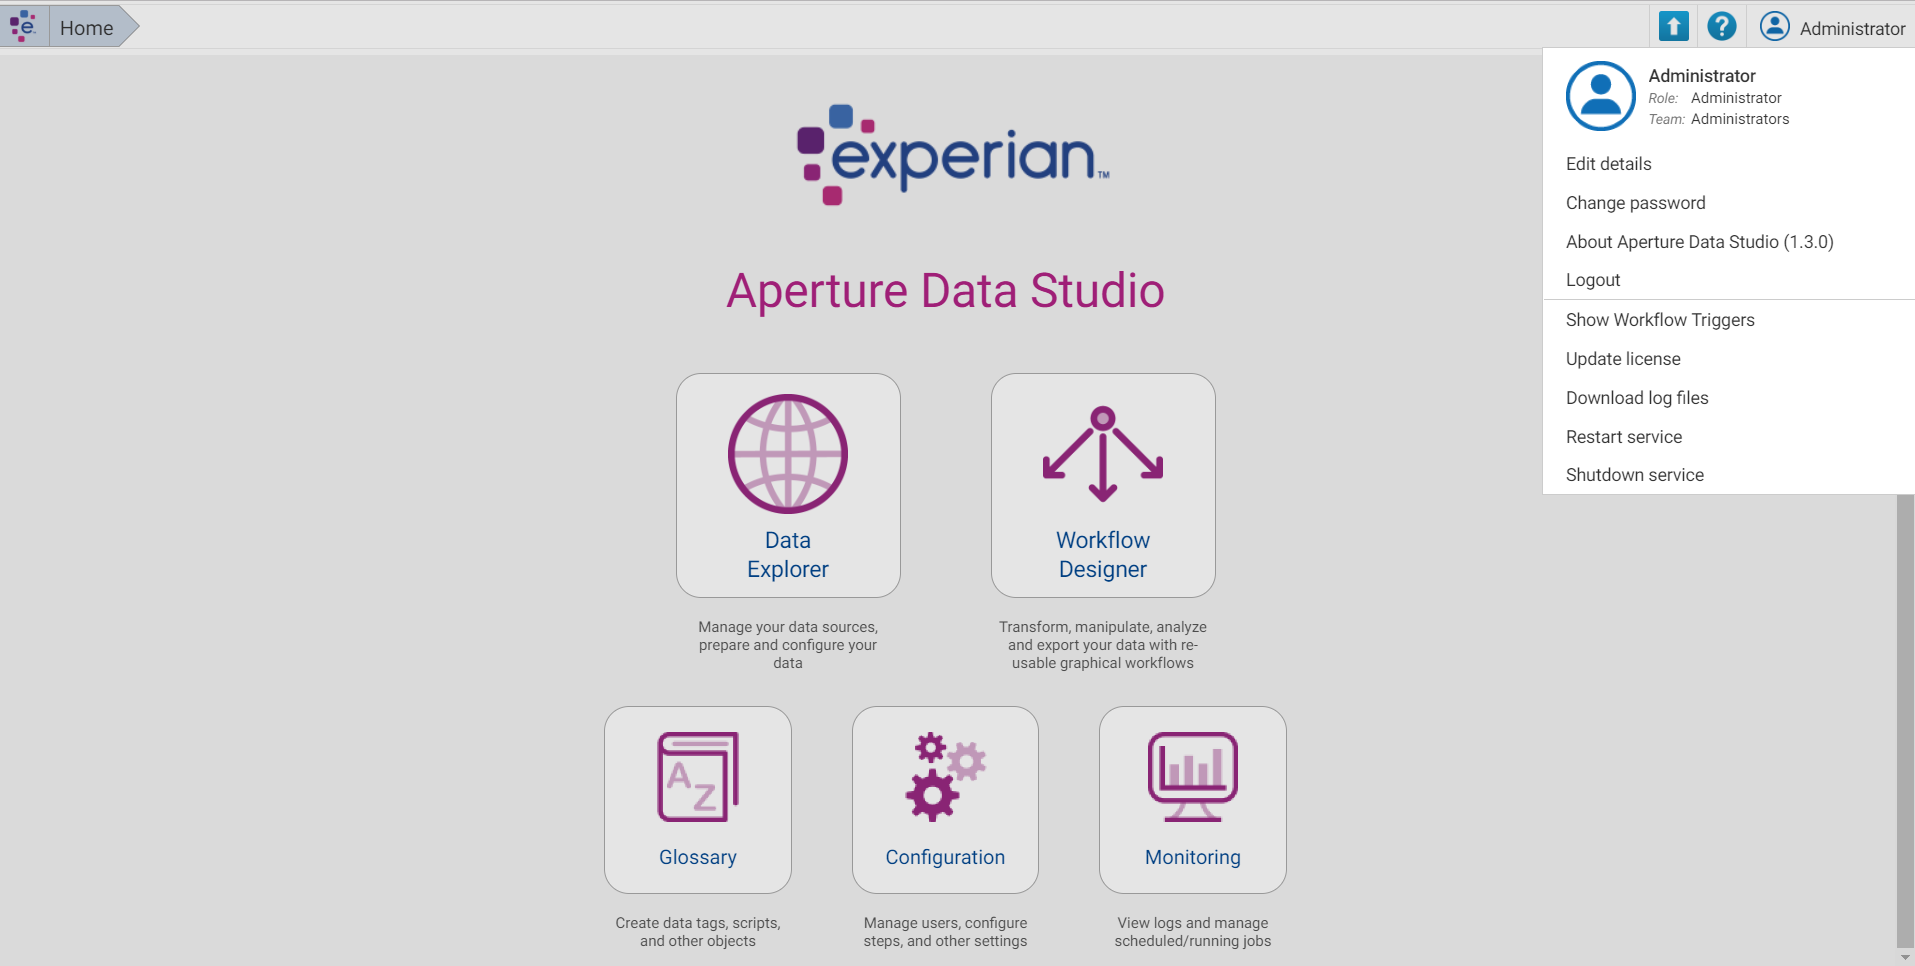 e
Home
?
Administrator
Administrator
Role: Administrator
Team: Administrators
Edit details
Change password
About Aperture Data Studio (1.3.0)
Logout
Show Workflow Triggers
Update license
Download log files
Restart service
Shutdown service
experian™
Aperture Data Studio
Data
Explorer
Manage your data sources,
prepare and configure your
data
Workflow
Designer
Transform, manipulate, analyze
and export your data with re-
usable graphical workflows
A
Z
Glossary
Create data tags, scripts,
and other objects
Configuration
Manage users, configure
steps, and other settings
Monitoring
View logs and manage
scheduled/running jobs